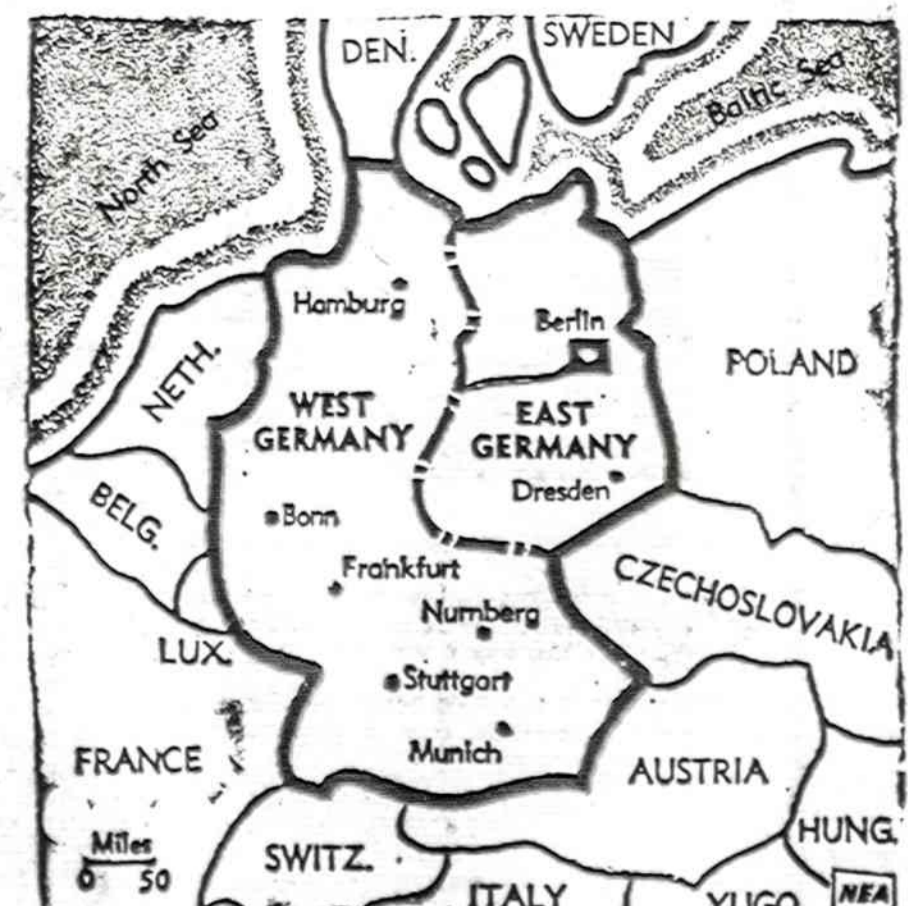 DEN.
SWEDEN
Baltic Sea
North Sea
Hamburg
Berlin
NETH.
POLAND
WEST
GERMANY
EAST
GERMANY
Dresden
BELG.
Bonn
Frankfurt
CZECHOSLOVAKIA
Nurnberg
LUX.
Stuttgart
Munich
FRANCE
AUSTRIA
Miles
0 50
SWITZ.
HUNG.
ITALY
YUGO
NEA